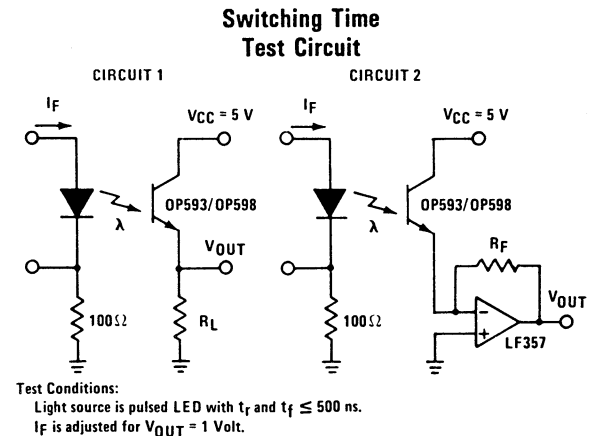 Switching Time
Test Circuit
CIRCUIT 1
CIRCUIT 2
IF
VCC = 5 V
OP593/OP598
λ
VOUT
100Ω
RL
IF
VCC = 5 V
OP593/OP598
λ
RF
VOUT
100Ω
LF357
Test Conditions:
Light source is pulsed LED with tr and tf ≤ 500 ns.
IF is adjusted for VOUT = 1 Volt.